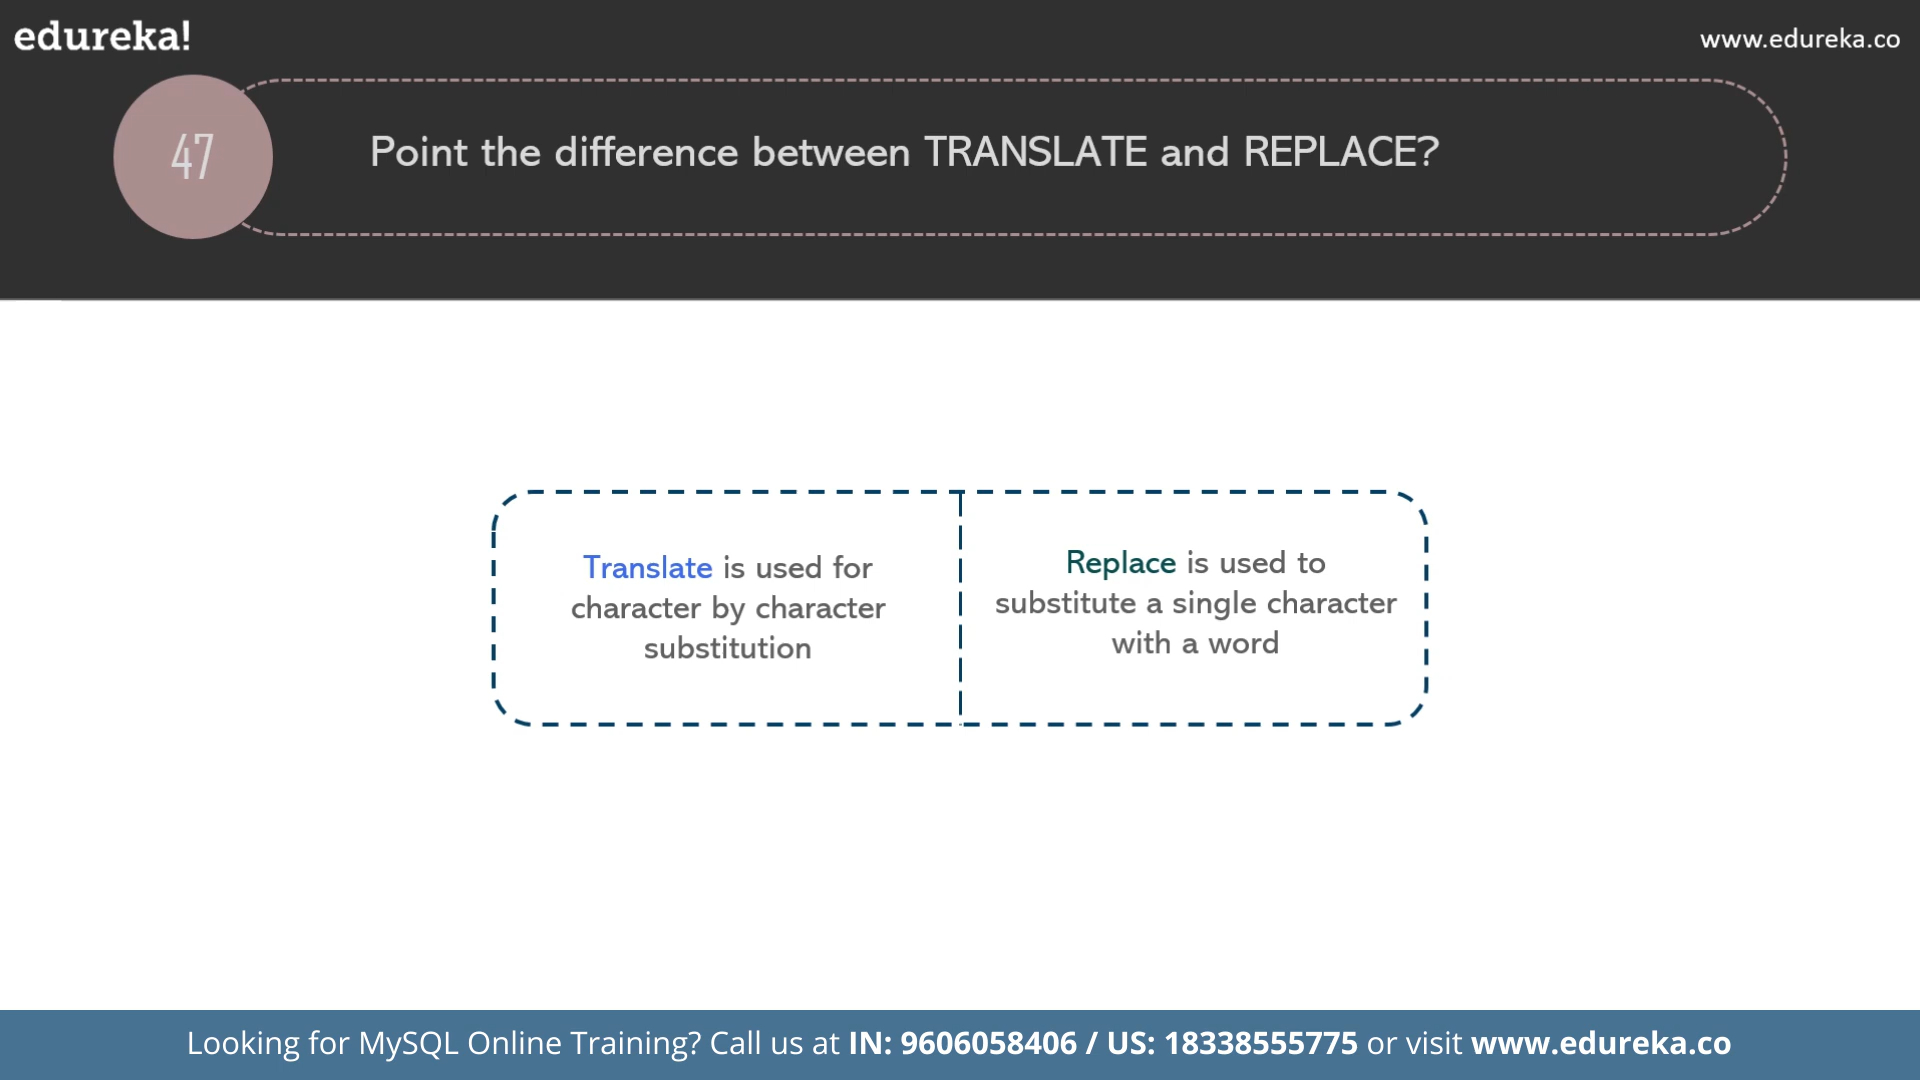 edureka!
www.edureka.co
47
Point the difference between TRANSLATE and REPLACE?
Translate is used for
character by character
substitution
Replace is used to
substitute a single character
with a word
Looking for MySQL Online Training? Call us at IN: 9606058406 / US: 18338555775 or visit www.edureka.co